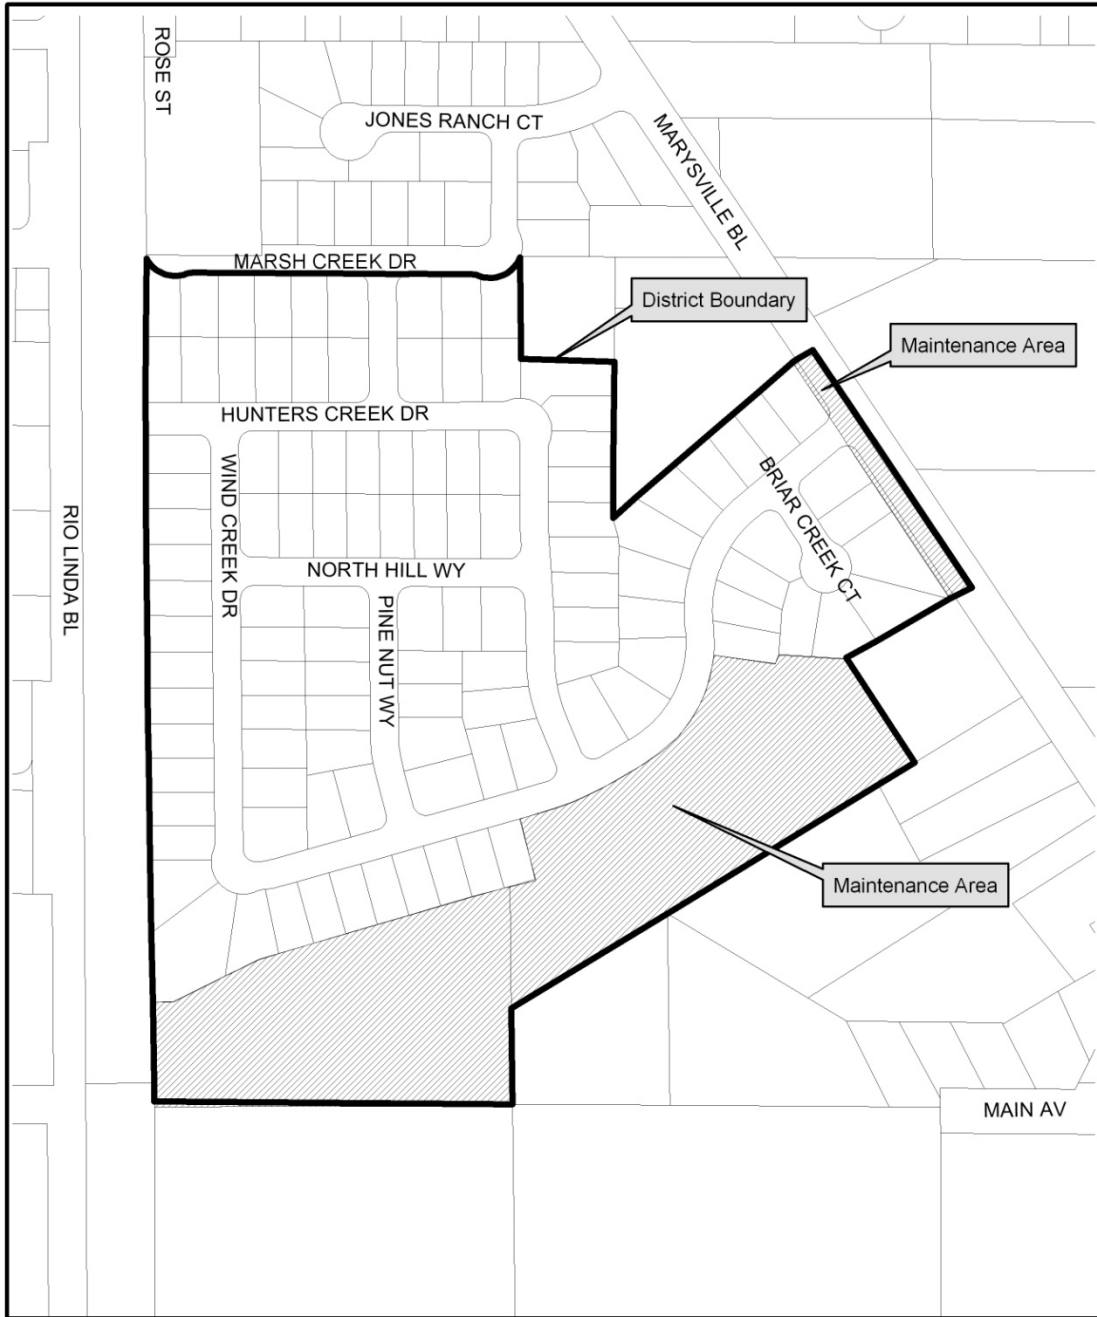 ROSE ST
JONES RANCH CT
MARYSVILLE BL
MARSH CREEK DR
District Boundary
Maintenance Area
HUNTERS CREEK DR
WIND CREEK DR
BRIAR CREEK CT
RIO LINDA BL
NORTH HILL WY
PINE NUT WY
Maintenance Area
MAIN AV